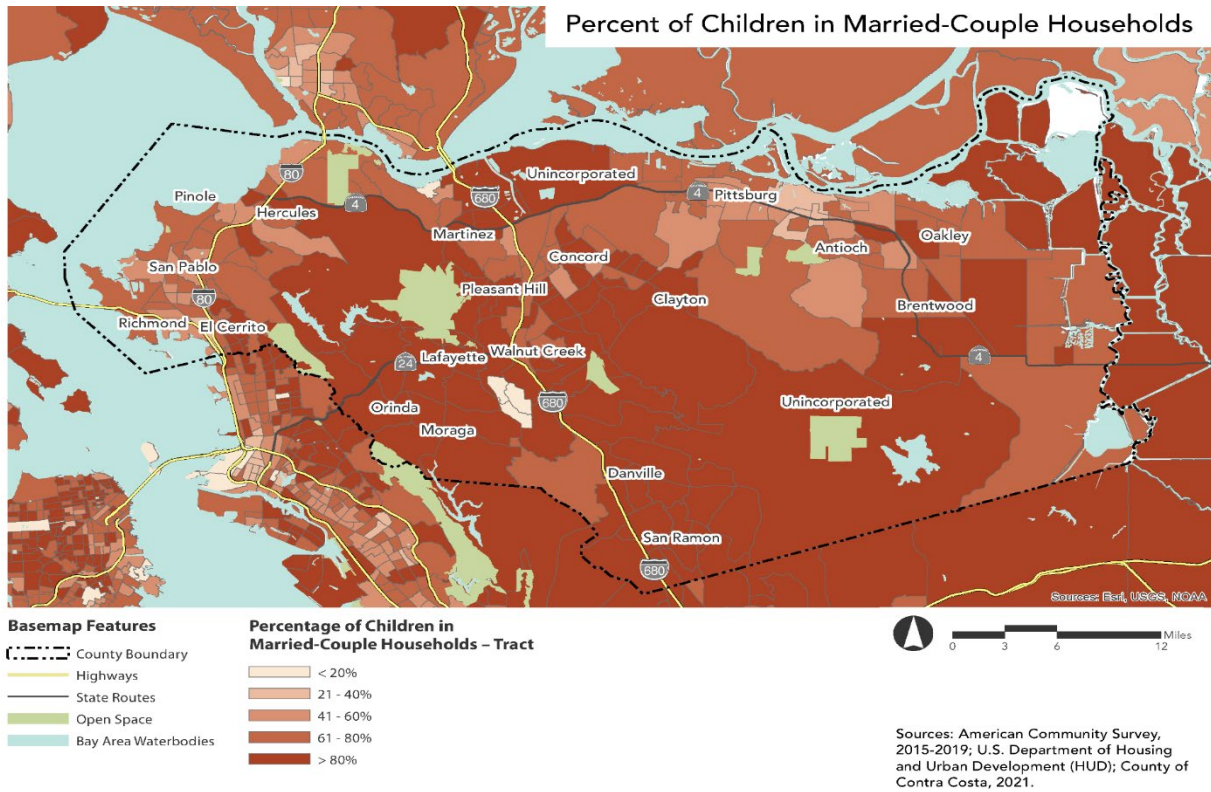 Percent of Children in Married-Couple Households
80
Unincorporated
Pinole
4
680
4
Pittsburg
Hercules
Martinez
Antioch
Oakley
San Pablo
Concord
80
Pleasant Hill
Clayton
Brentwood
Richmond
El Cerrito
Walnut Creek
24
Lafayette
4
Orinda
680
Unincorporated
Moraga
Danville
San Ramon
680
Sources: Esri, USGS, NOAA
Basemap Features
County Boundary
Highways
State Routes
Open Space
Bay Area Waterbodies
Percentage of Children in
Married-Couple Households – Tract
< 20%
21 - 40%
41 - 60%
61 - 80%
> 80%
Miles
0 3 6 12
Sources: American Community Survey,
2015-2019; U.S. Department of Housing
and Urban Development (HUD); County of
Contra Costa, 2021.